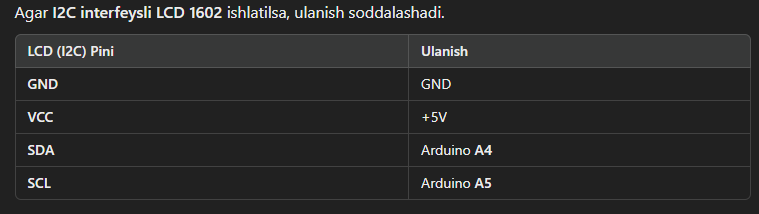 Agar I2C interfeysli LCD 1602 ishlatilsa, ulanish soddalashadi.
LCD (I2C) Pini Ulanish
GND GND
VCC +5V
SDA Arduino A4
SCL Arduino A5